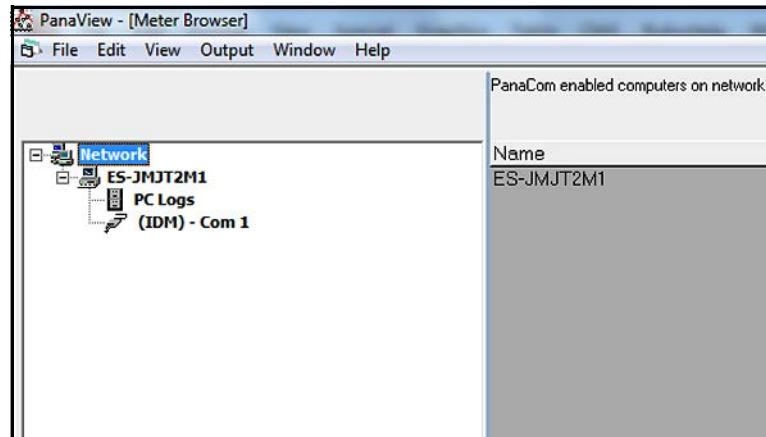 PanaView - [Meter Browser]
File Edit View Output Window Help
PanaCom enabled computers on network
Network
ES-JMJT2M1
PC Logs
(IDM) - Com 1
Name
ES-JMJT2M1